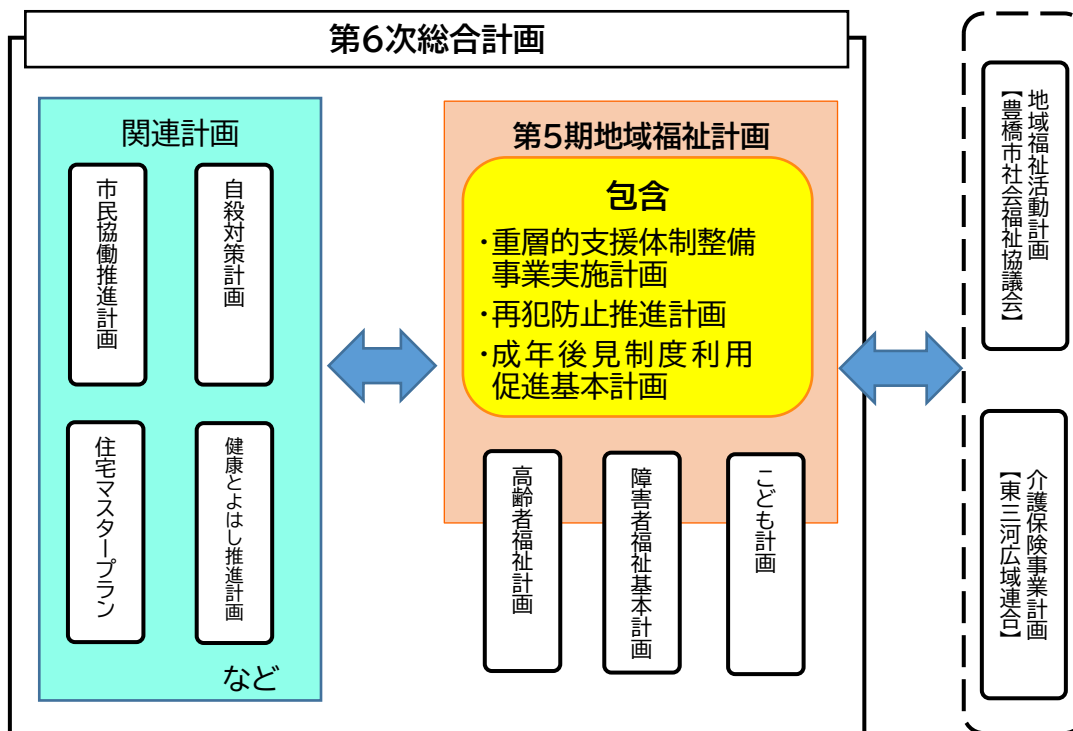 第6次総合計画
関連計画
市民協働推進計画
自殺対策計画
住宅マスタープラン
健康とよはし推進計画
など
第5期地域福祉計画
包含
・重層的支援体制整備
事業実施計画
・再犯防止推進計画
・成年後見制度利用
促進基本計画
高齢者福祉計画
障害者福祉基本計画
こども計画
地域福祉活動計画
【豊橋市社会福祉協議会】
介護保険事業計画
【東三河広域連合】